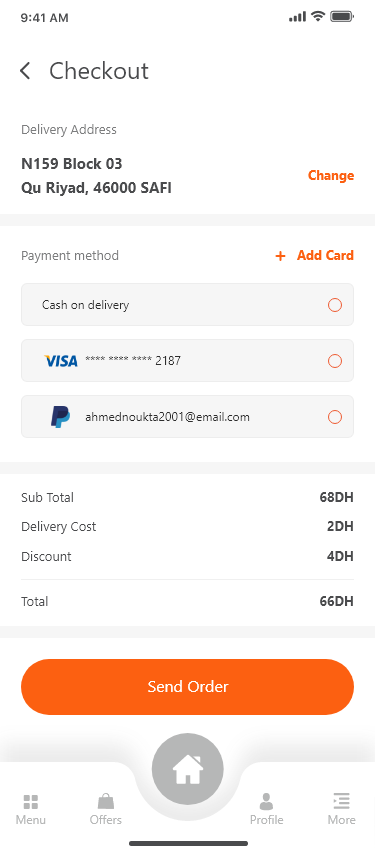 9:41 AM
Checkout
Delivery Address
N159 Block 03
Qu Riyad, 46000 SAFI
Change
Payment method
+ Add Card
Cash on delivery
VISA **** **** **** 2187
ahmednoukta2001@email.com
Sub Total 68DH
Delivery Cost 2DH
Discount 4DH
Total 66DH
Send Order
Menu Offers Profile More